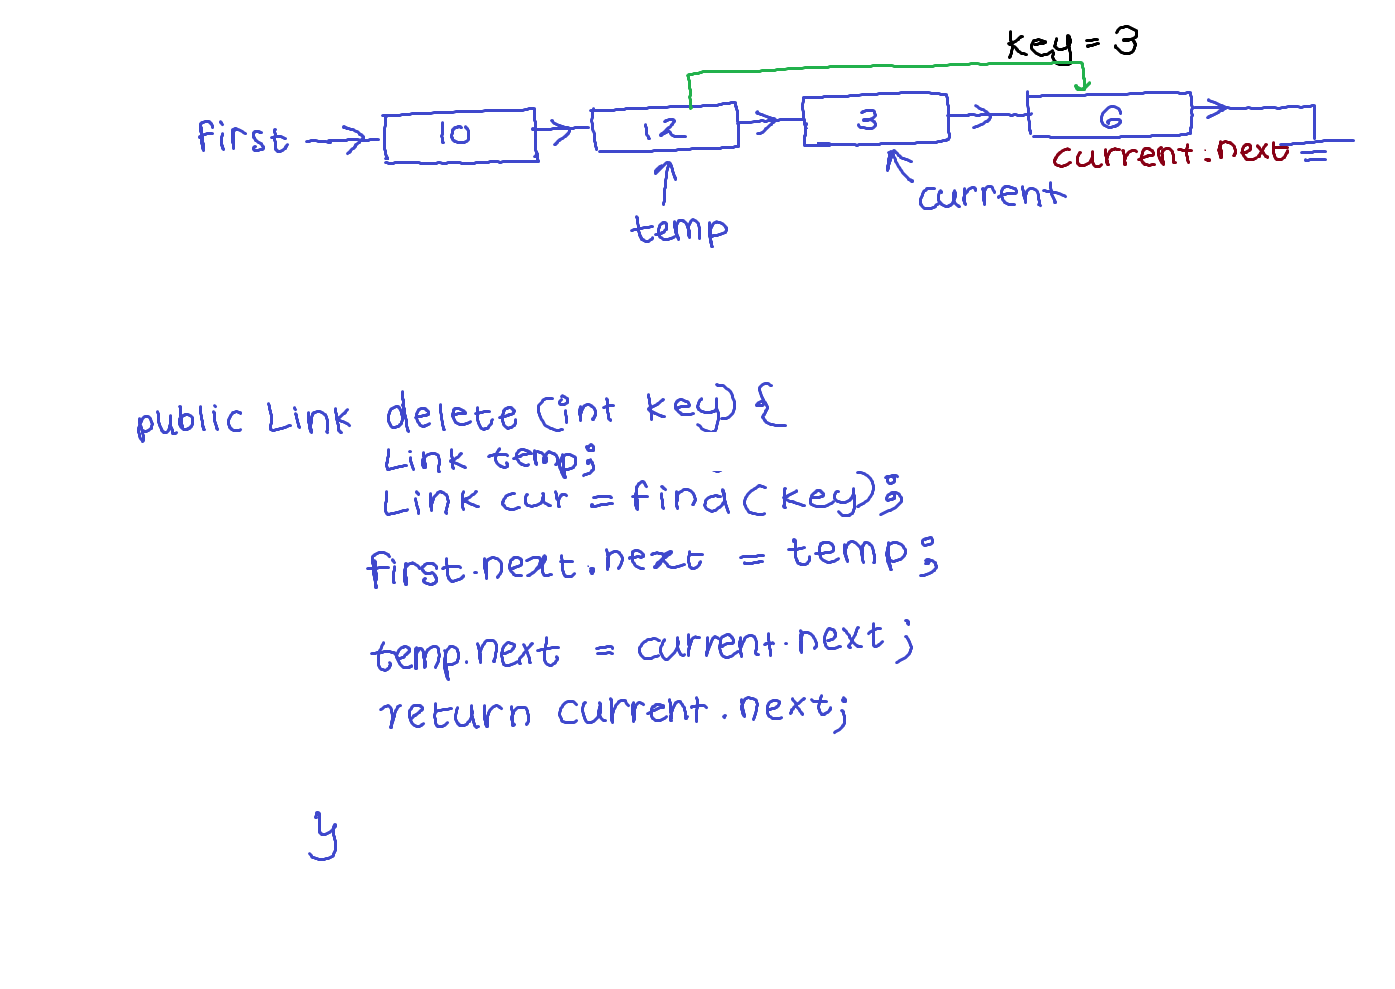 key = 3
first 10 12 3 6
current.next
current
temp
public Link delete (int key) {
Link temp;
Link cur = find (key);
first.next.next = temp;
temp.next = current.next;
return current.next;
y